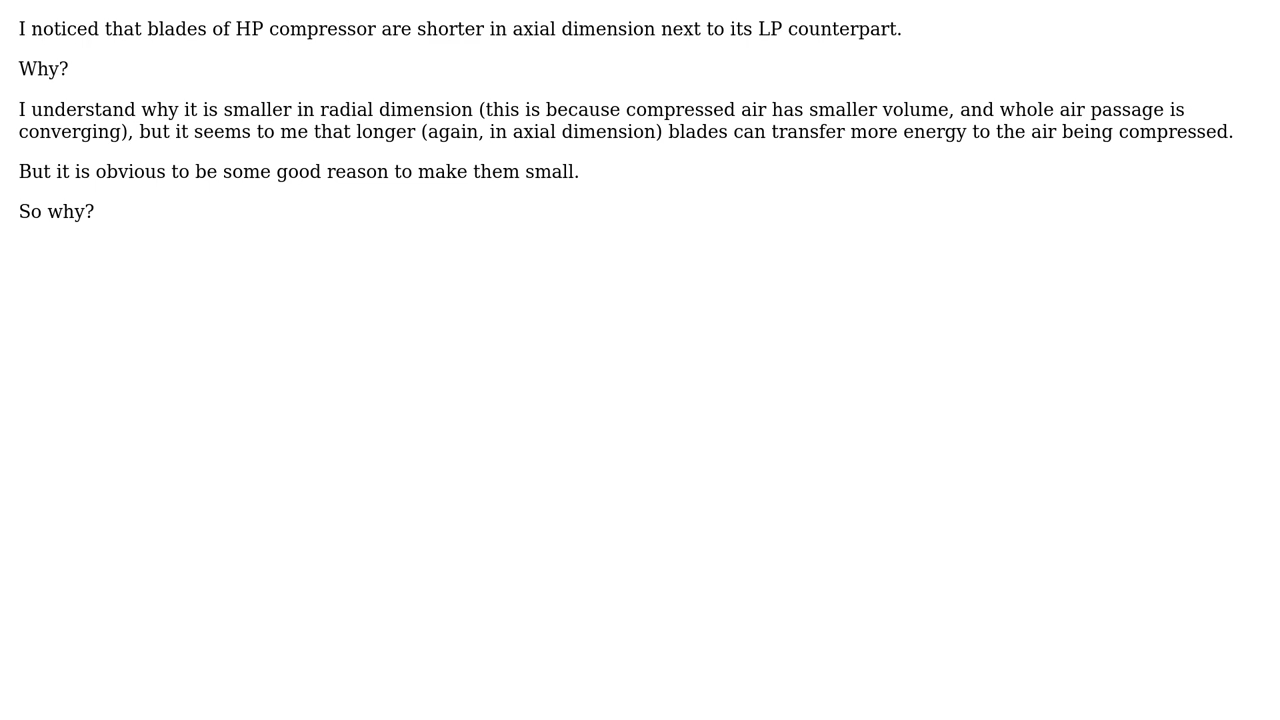 I noticed that blades of HP compressor are shorter in axial dimension next to its LP counterpart.
Why?
I understand why it is smaller in radial dimension (this is because compressed air has smaller volume, and whole air passage is
converging), but it seems to me that longer (again, in axial dimension) blades can transfer more energy to the air being compressed.
But it is obvious to be some good reason to make them small.
So why?